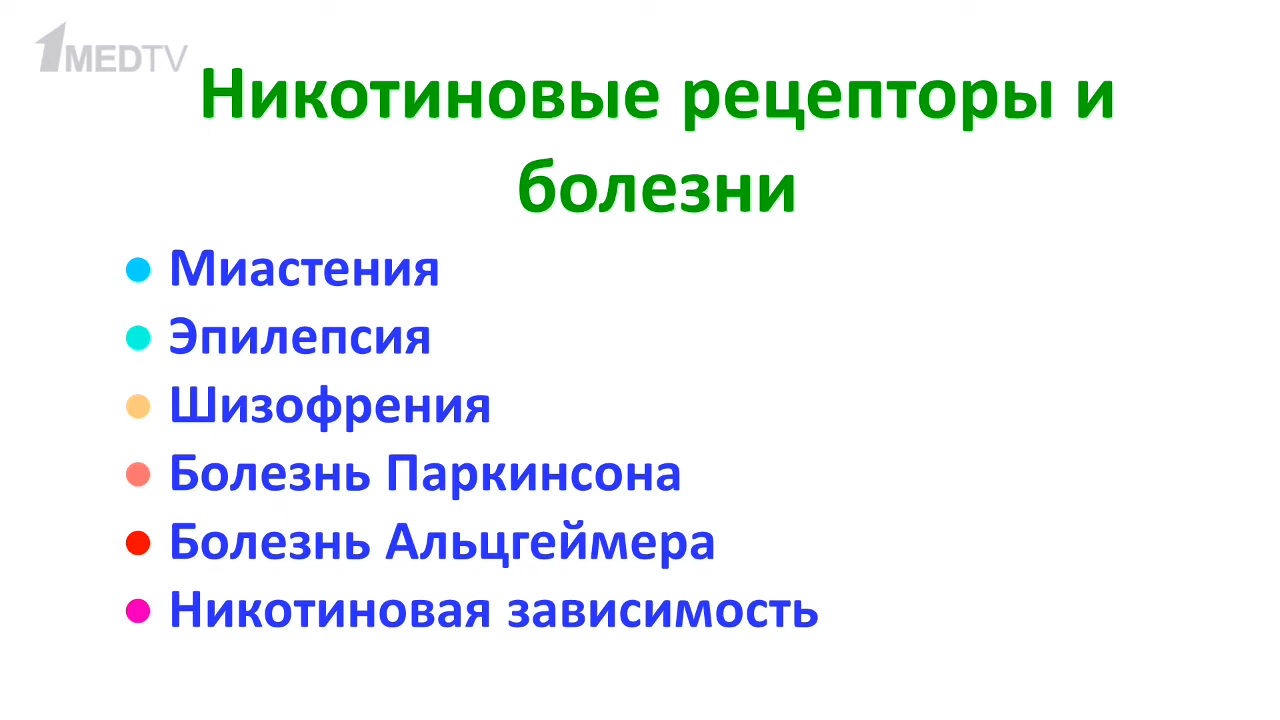 1MEDTV
Никотиновые рецепторы и
болезни
Миастения
Эпилепсия
Шизофрения
Болезнь Паркинсона
Болезнь Альцгеймера
Никотиновая зависимость